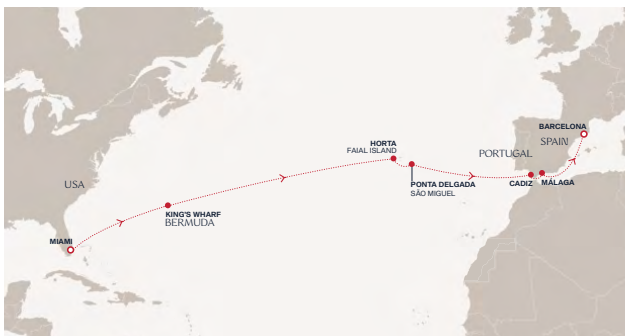 HORTA
FAIAL ISLAND
BARCELONA
SPAIN
PORTUGAL
USA
PONTA DELGADA
SÃO MIGUEL
CADIZ
MÁLAGA
KING'S WHARF
BERMUDA
MIAMI